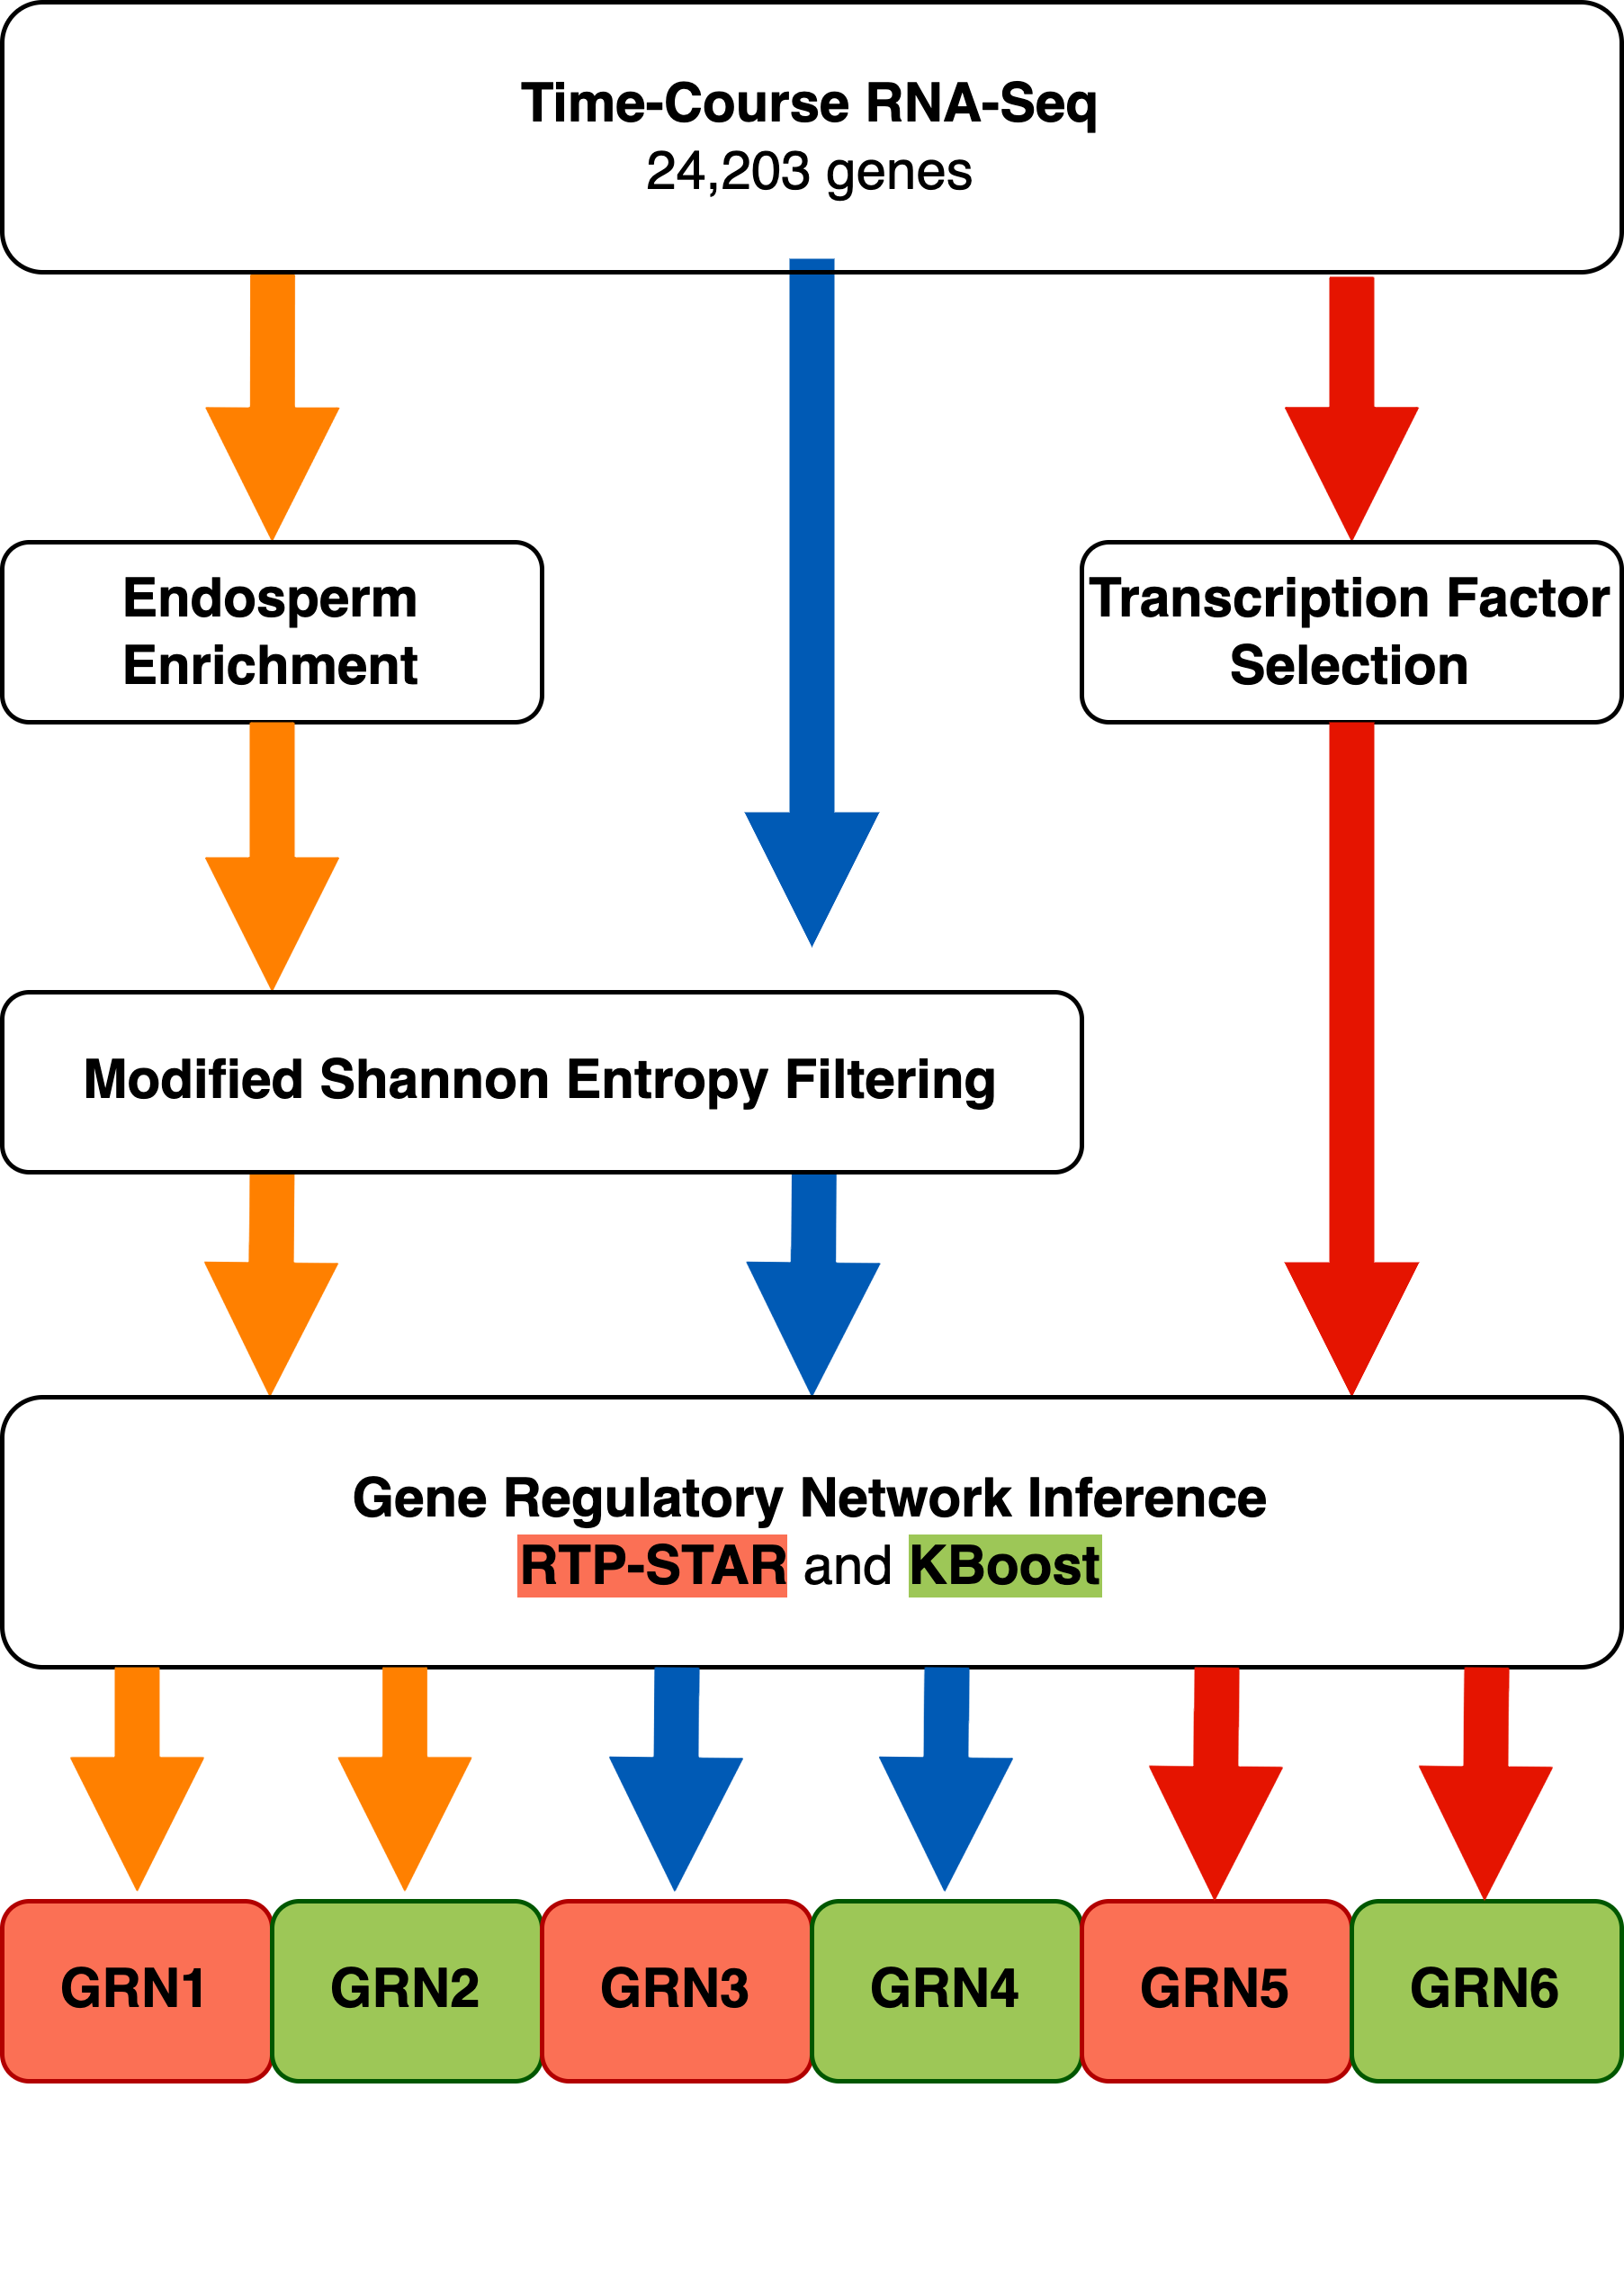 Time-Course RNA-Seq
24,203 genes
Endosperm
Enrichment
Transcription Factor
Selection
Modified Shannon Entropy Filtering
Gene Regulatory Network Inference
RTP-STAR and KBoost
GRN1
GRN2
GRN3
GRN4
GRN5
GRN6